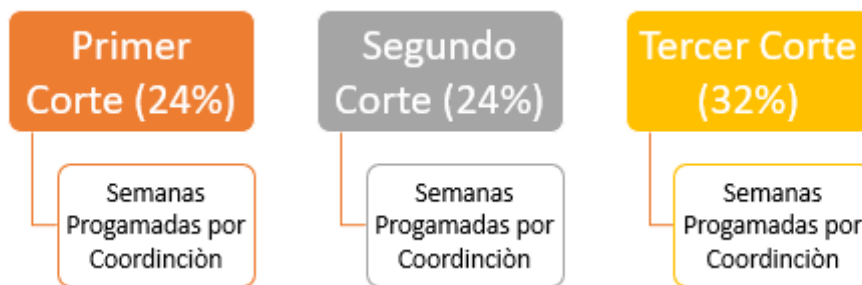 Primer
Corte (24%)
Semanas
Progamadas por
Coordinciòn
Segundo
Corte (24%)
Semanas
Progamadas por
Coordinciòn
Tercer Corte
(32%)
Semanas
Progamadas por
Coordinciòn